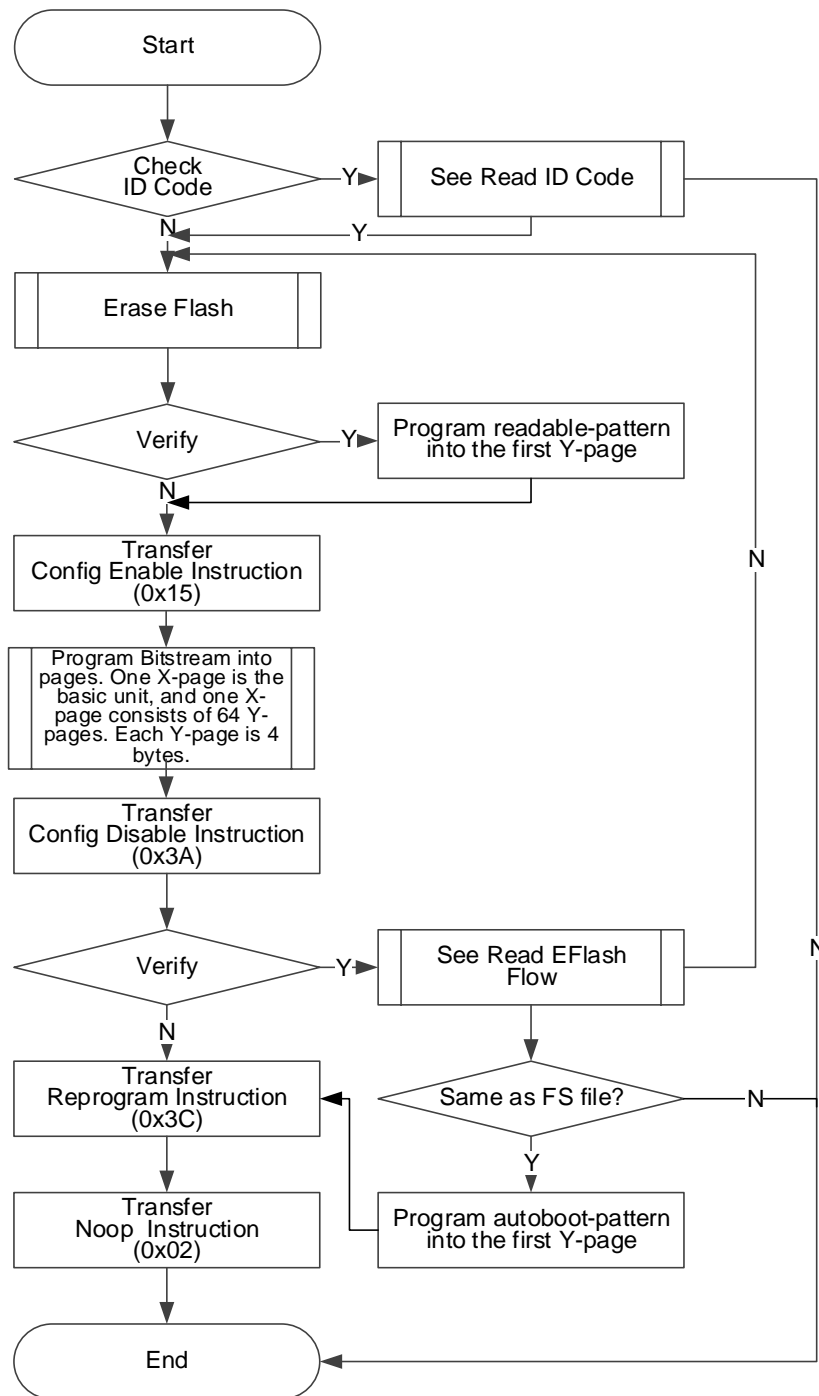 Start
Check
ID Code
Y
See Read ID Code
N
Y
Erase Flash
Verify
Y
Program readable-pattern
into the first Y-page
N
Transfer
Config Enable Instruction
(0x15)
N
Program Bitstream into
pages. One X-page is the
basic unit, and one X-
page consists of 64 Y-
pages. Each Y-page is 4
bytes.
Transfer
Config Disable Instruction
(0x3A)
N
Verify
Y
See Read EFlash
Flow
N
Transfer
Reprogram Instruction
(0x3C)
Same as FS file?
N
Y
Transfer
Noop Instruction
(0x02)
Program autoboot-pattern
into the first Y-page
End